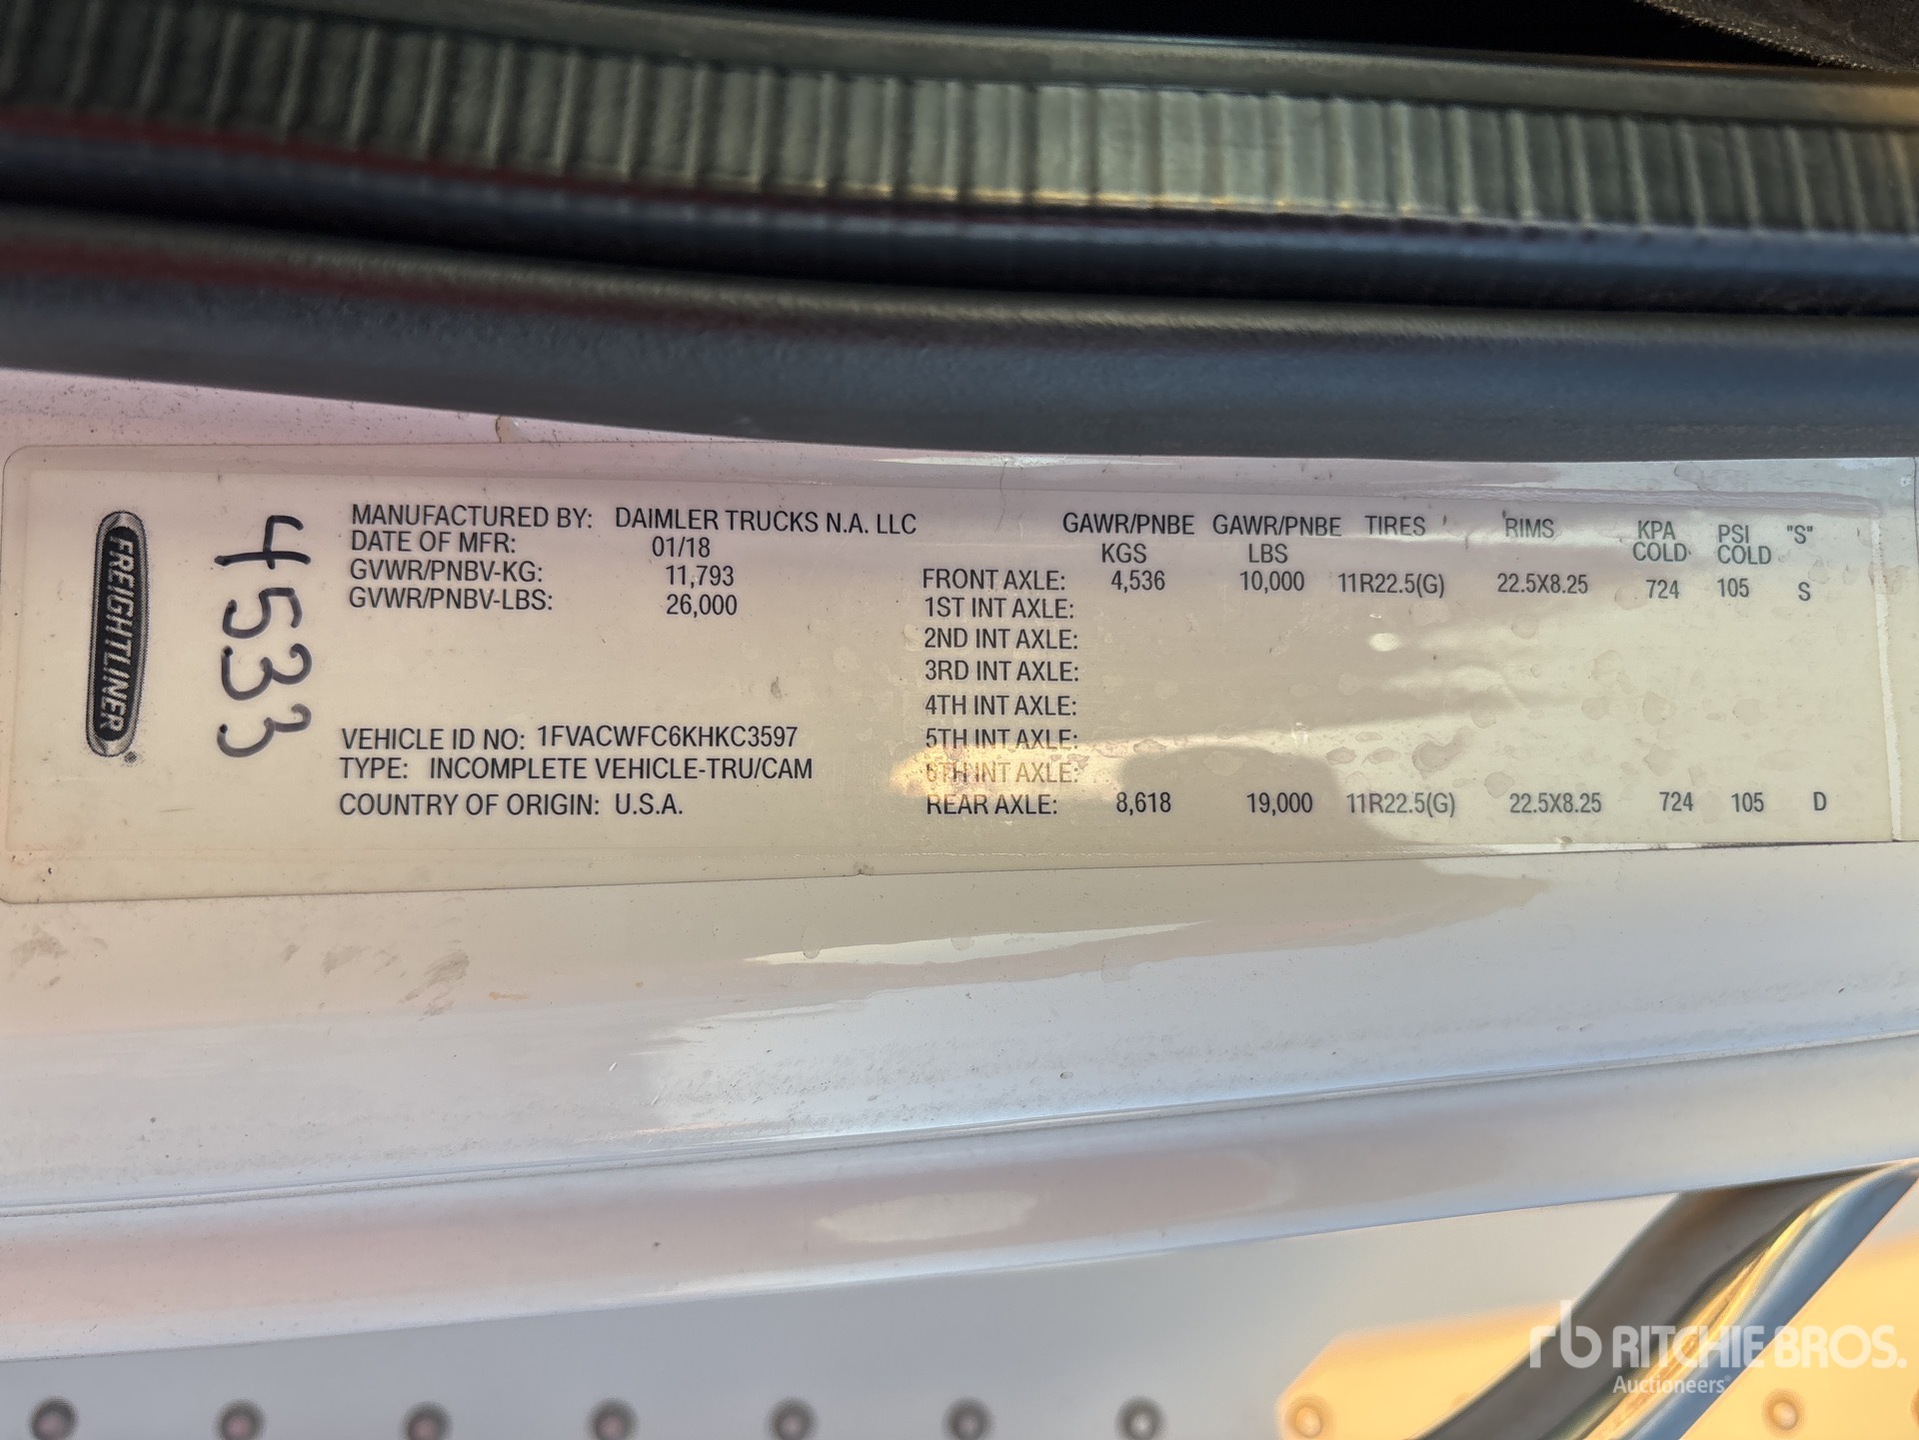 FREIGHTLINER
4533
MANUFACTURED BY: DAIMLER TRUCKS N.A. LLC
DATE OF MFR: 01/18
GVWR/PNBV-KG: 11,793
GVWR/PNBV-LBS: 26,000
VEHICLE ID NO: 1FVACWFC6KHKC3597
TYPE: INCOMPLETE VEHICLE-TRU/CAM
COUNTRY OF ORIGIN: U.S.A.
GAWR/PNBE GAWR/PNBE TIRES RIMS KPA PSI "S"
KGS LBS COLD COLD
FRONT AXLE: 4,536 10,000 11R22.5(G) 22.5X8.25 724 105 S
1ST INT AXLE:
2ND INT AXLE:
3RD INT AXLE:
4TH INT AXLE:
5TH INT AXLE:
6TH INT AXLE:
REAR AXLE: 8,618 19,000 11R22.5(G) 22.5X8.25 724 105 D
rb RITCHIE BROS.
Auctioneers